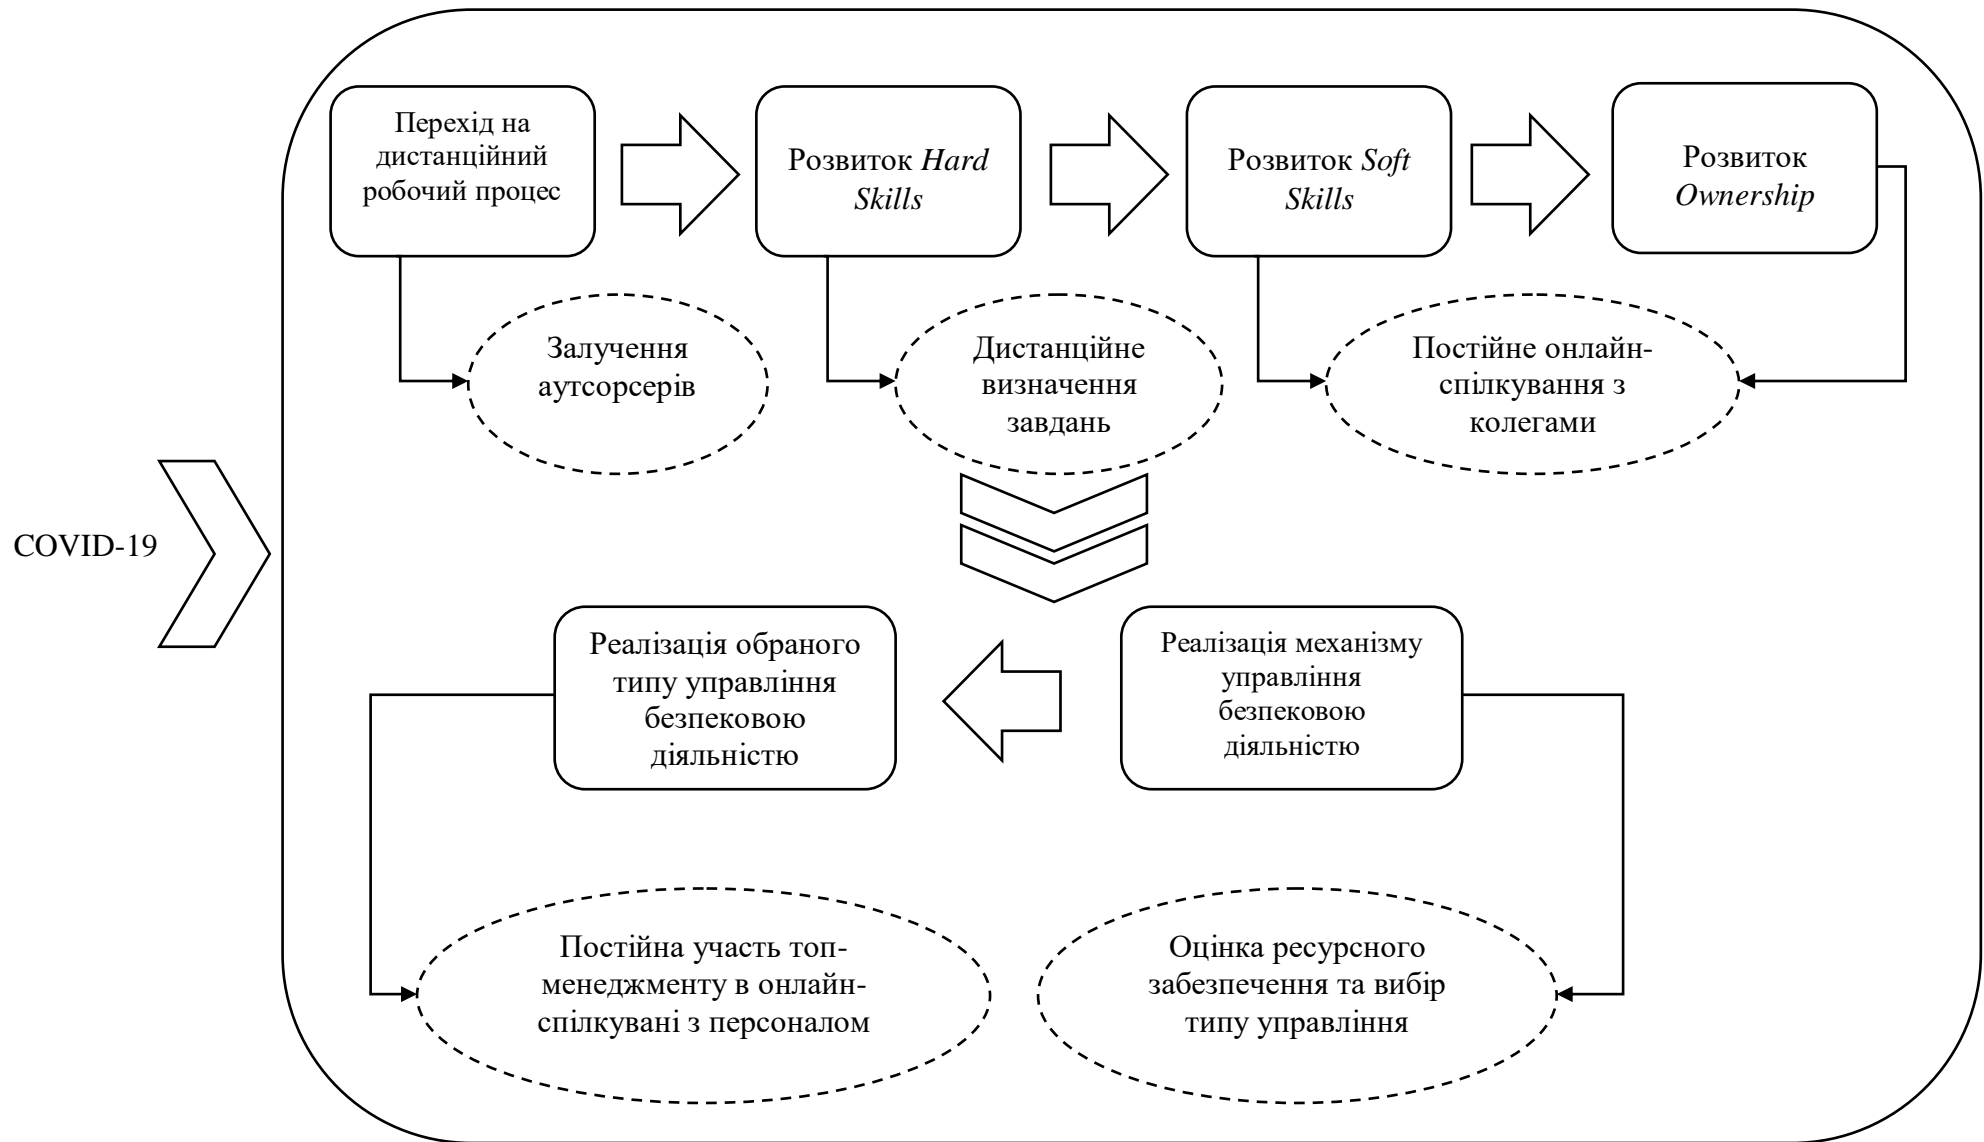 Перехід на
дистанційний
робочий процес
Розвиток Hard
Skills
Розвиток Soft
Skills
Розвиток
Ownership
Залучення
аутсорсерів
Дистанційне
визначення
завдань
Постійне онлайн-
спілкування з
колегами
COVID-19
Реалізація обраного
типу управління
безпековою
діяльністю
Реалізація механізму
управління
безпековою
діяльністю
Постійна участь топ-
менеджменту в онлайн-
спілкувані з персоналом
Оцінка ресурсного
забезпечення та вибір
типу управління